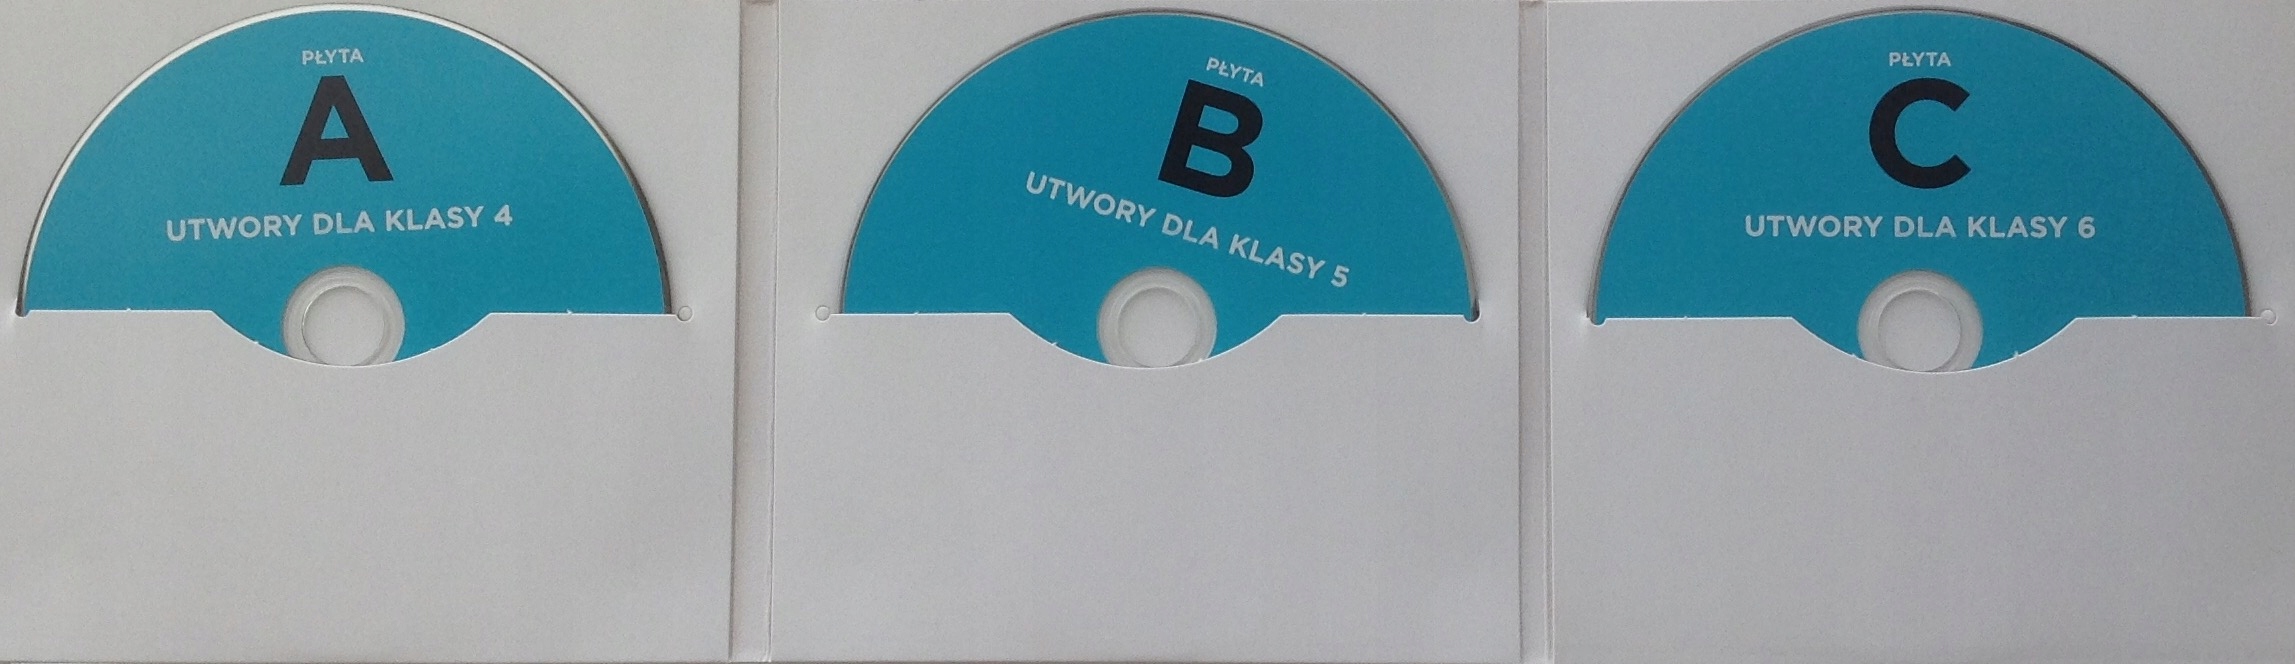 PŁYTA
A
UTWORY DLA KLASY 4
PŁYTA
B
UTWORY DLA KLASY 5
PŁYTA
C
UTWORY DLA KLASY 6